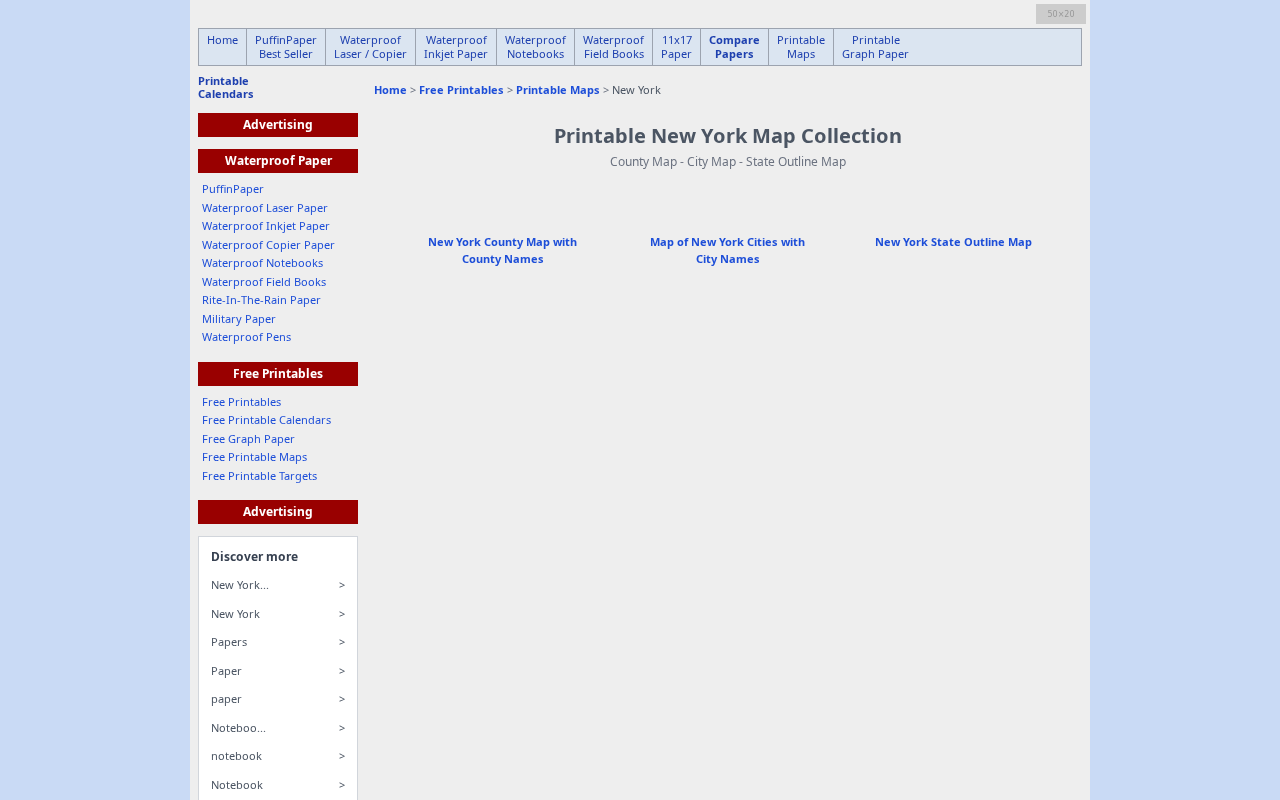 50×20
Home
PuffinPaper
Best Seller
Waterproof
Laser / Copier
Waterproof
Inkjet Paper
Waterproof
Notebooks
Waterproof
Field Books
11x17
Paper
Compare
Papers
Printable
Maps
Printable
Graph Paper
Printable
Calendars
Home > Free Printables > Printable Maps > New York
Advertising
Waterproof Paper
PuffinPaper
Waterproof Laser Paper
Waterproof Inkjet Paper
Waterproof Copier Paper
Waterproof Notebooks
Waterproof Field Books
Rite-In-The-Rain Paper
Military Paper
Waterproof Pens
Free Printables
Free Printables
Free Printable Calendars
Free Graph Paper
Free Printable Maps
Free Printable Targets
Advertising
Discover more
New York... >
New York >
Papers >
Paper >
paper >
Noteboo... >
notebook >
Notebook >
Printable New York Map Collection
County Map - City Map - State Outline Map
New York County Map with
County Names
Map of New York Cities with
City Names
New York State Outline Map